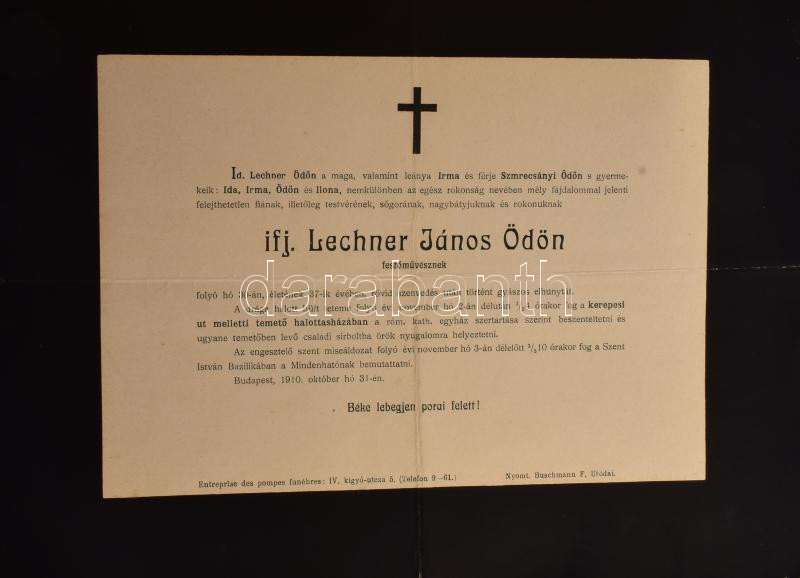 Id. Lechner Ödön a maga, valamint leánya Irma és férje Szmrecsányi Ödön s gyerme-
keik: Ida, Irma, Ödön és Ilona, nemkülönben az egész rokonság nevében mély fájdalommal jelenti
felejthetetlen fiának, illetőleg testvérének, sógorának, nagybátyjuknak és rokonuknak
ifj. Lechner János Ödön
festőművésznek
folyó hó 30-án, életének 37-ik évében, rövid szenvedés után történt gyászos elhunytát.
A drága halott hült teteme folyó évi november hó 2-án délután órakor fog a kerepesi
ut melletti temető halottasházában a róm. kath. egyház szertartása szerint beszenteltetni és
ugyane temetőben levő családi sirboltba örök nyugalomra helyeztetni.
Az engesztelő szent miseáldozat folyó évi november hó 3-án délelőtt órakor fog a Szent
István Bazilikában a Mindenhatónak bemutattatni.
Budapest, 1910. október hó 31-én.
Béke lebegjen porai felett!
Entreprise des pompes funèbres: IV, kigyó-utcza 5. (Telefon 9-61.) Nyomt. Buschmann F. Utódai.
darabanth